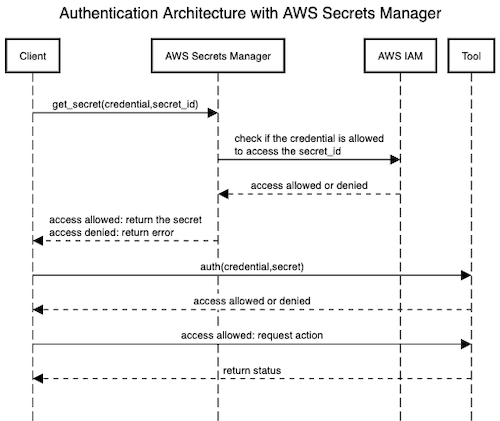 Authentication Architecture with AWS Secrets Manager
Client
AWS Secrets Manager
AWS IAM
Tool
get_secret(credential,secret_id)
check if the credential is allowed
to access the secret_id
access allowed or denied
access allowed: return the secret
access denied: return error
auth(credential,secret)
access allowed or denied
access allowed: request action
return status